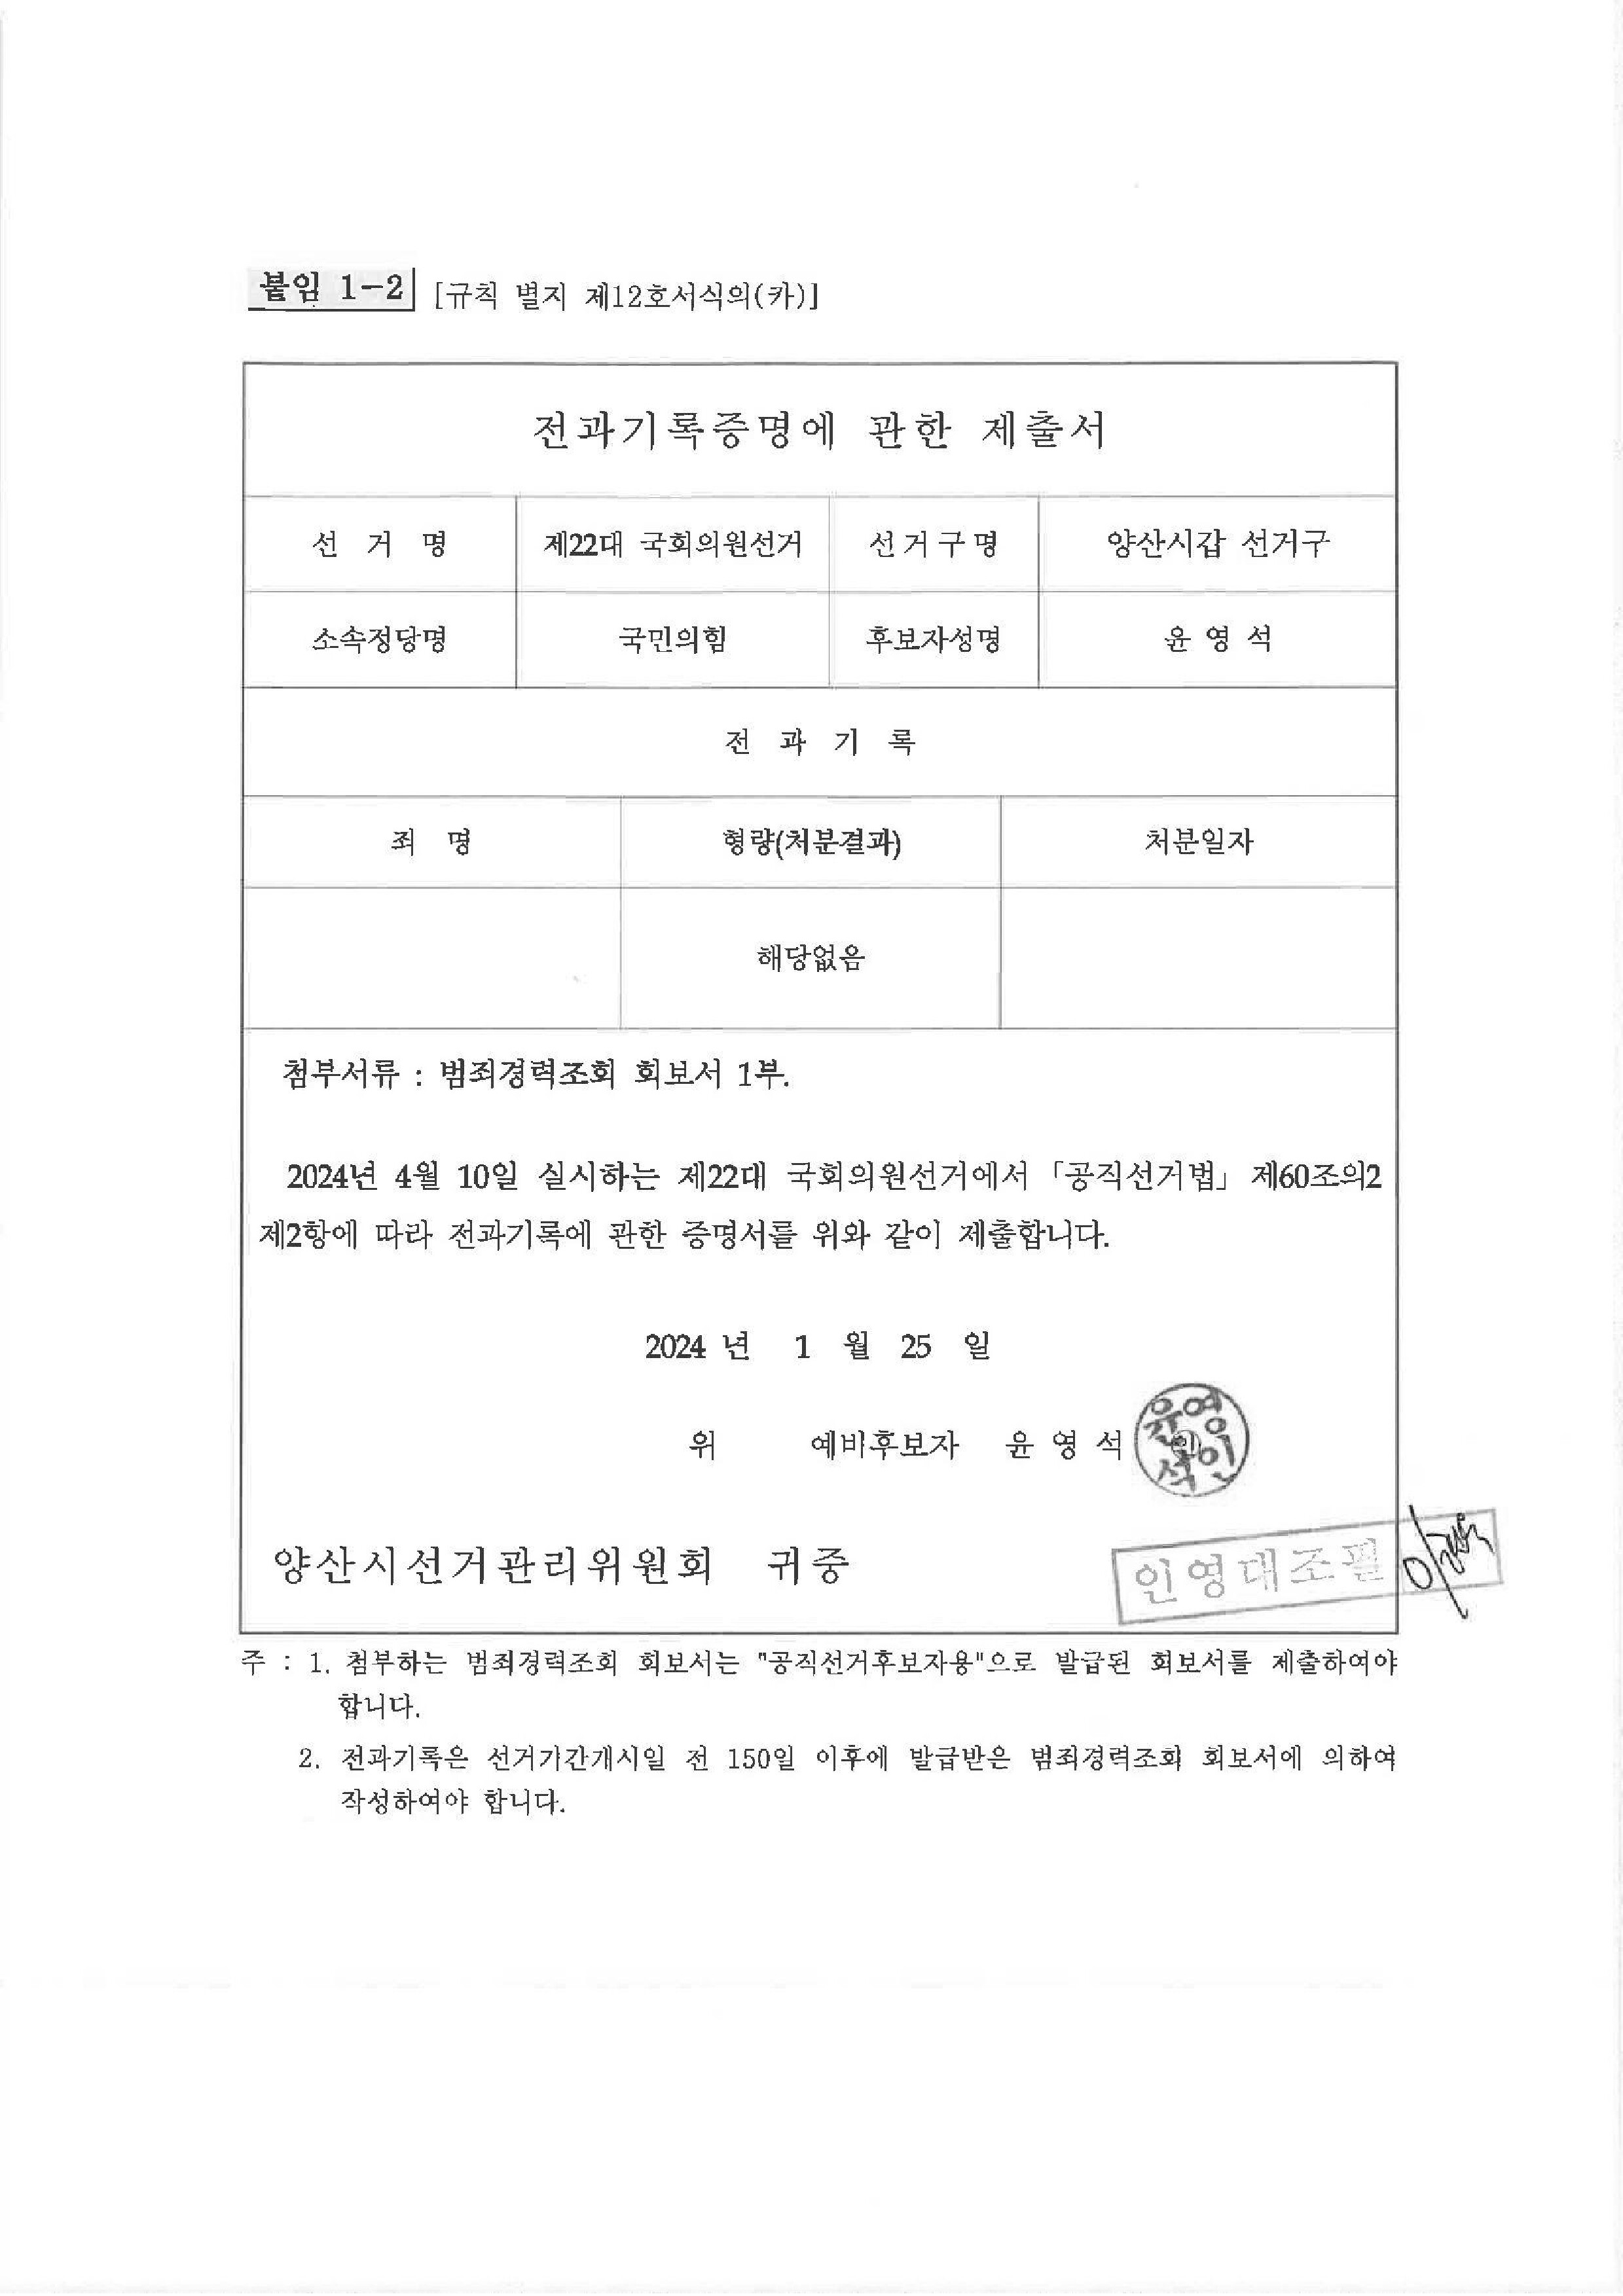 붙임 1-2 [규칙 별지 제12호서식의(카)]
전과기록증명에 관한 제출서
선 거 명 제22대 국회의원선거 선거구명 양산시갑 선거구
소속정당명 국민의힘 후보자성명 윤 영 석
전 과 기 록
죄 명 형량(처분결과) 처분일자
해당없음
첨부서류 : 범죄경력조회 회보서 1부.
2024년 4월 10일 실시하는 제22대 국회의원선거에서 「공직선거법」 제60조의2
제2항에 따라 전과기록에 관한 증명서를 위와 같이 제출합니다.
2024 년 1 월 25 일
위 예비후보자 윤 영 석 ㊞
윤영
석인
양산시선거관리위원회 귀중
인영대조필
주 : 1. 첨부하는 범죄경력조회 회보서는 "공직선거후보자용"으로 발급된 회보서를 제출하여야
합니다.
2. 전과기록은 선거기간개시일 전 150일 이후에 발급받은 범죄경력조회 회보서에 의하여
작성하여야 합니다.